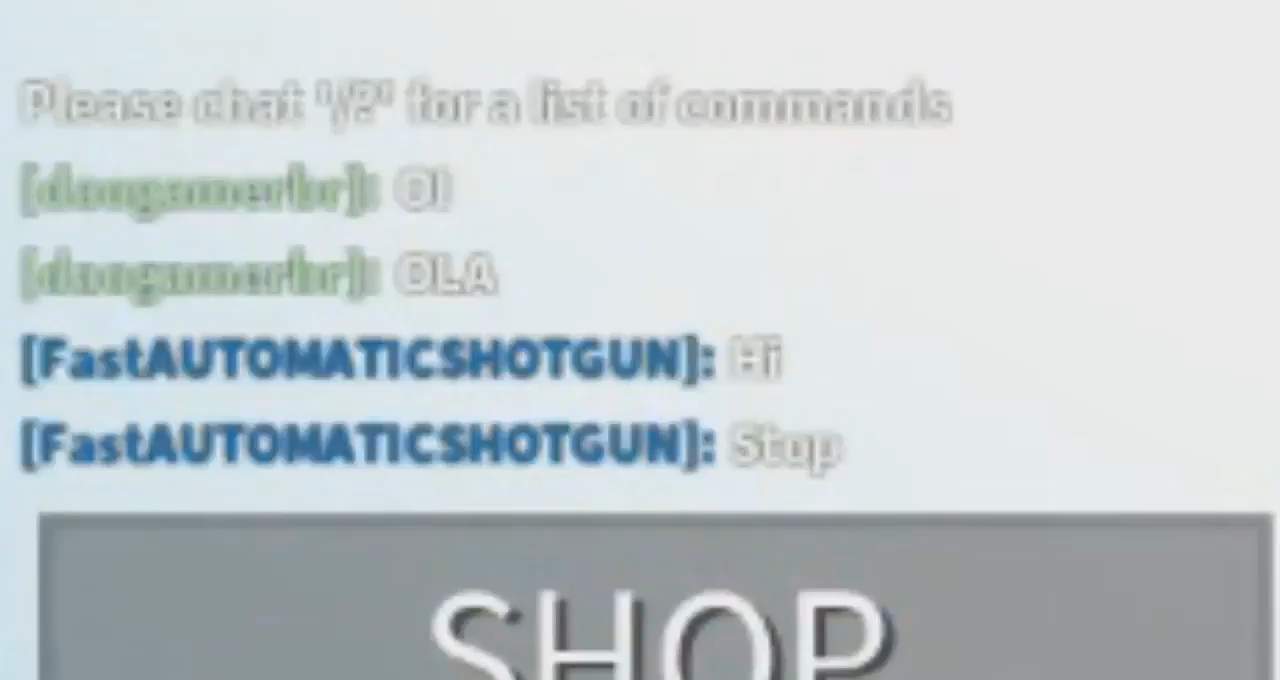 Please chat '/?' for a list of commands
OI
OLA
[FastAUTOMATICSHOTGUN]: Hi
[FastAUTOMATICSHOTGUN]: Stop
SHOP